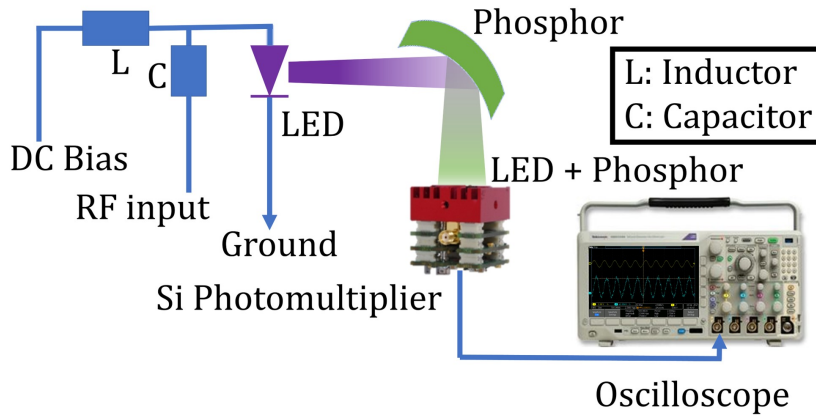 Phosphor
L
C
L: Inductor
C: Capacitor
LED
DC Bias
LED + Phosphor
RF input
Ground
Si Photomultiplier
Oscilloscope